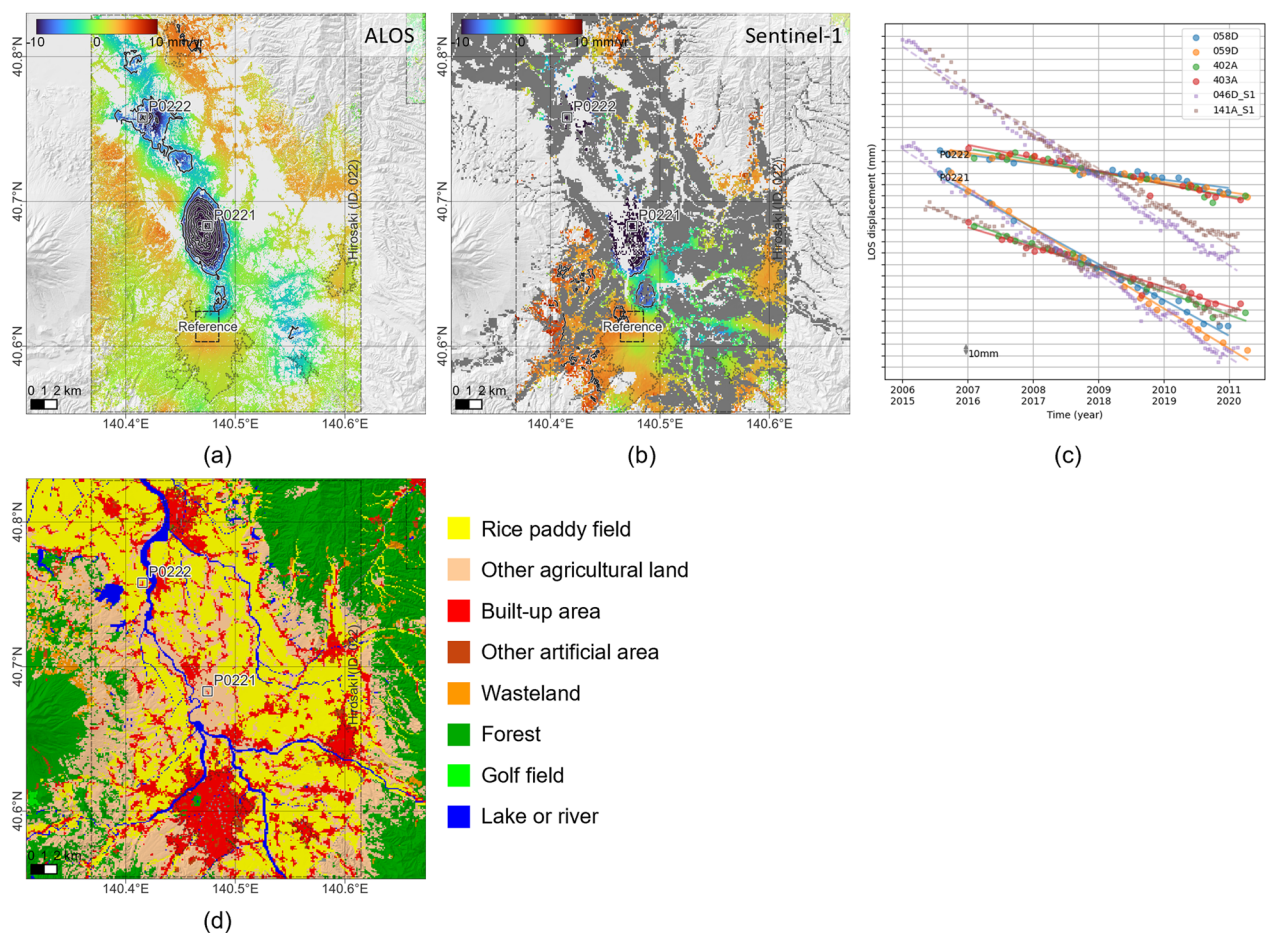 -10 0 10 mm/yr
ALOS
40.8°N
40.7°N
40.6°N
P0222
P0221
Reference
Hirosaki (ID: 022)
0 1 2 km
140.4°E 140.5°E 140.6°E
(a)
-10 0 10 mm/yr
Sentinel-1
40.8°N
40.7°N
40.6°N
P0222
P0221
Reference
Hirosaki (ID: 022)
0 1 2 km
140.4°E 140.5°E 140.6°E
(b)
LOS displacement (mm)
058D
059D
402A
403A
046D_S1
141A_S1
P0222
P0221
10mm
2006 2007 2008 2009 2010 2011
2015 2016 2017 2018 2019 2020
Time (year)
(c)
40.8°N
40.7°N
40.6°N
P0222
P0221
Hirosaki (ID: 022)
0 1 2 km
140.4°E 140.5°E 140.6°E
(d)
Rice paddy field
Other agricultural land
Built-up area
Other artificial area
Wasteland
Forest
Golf field
Lake or river